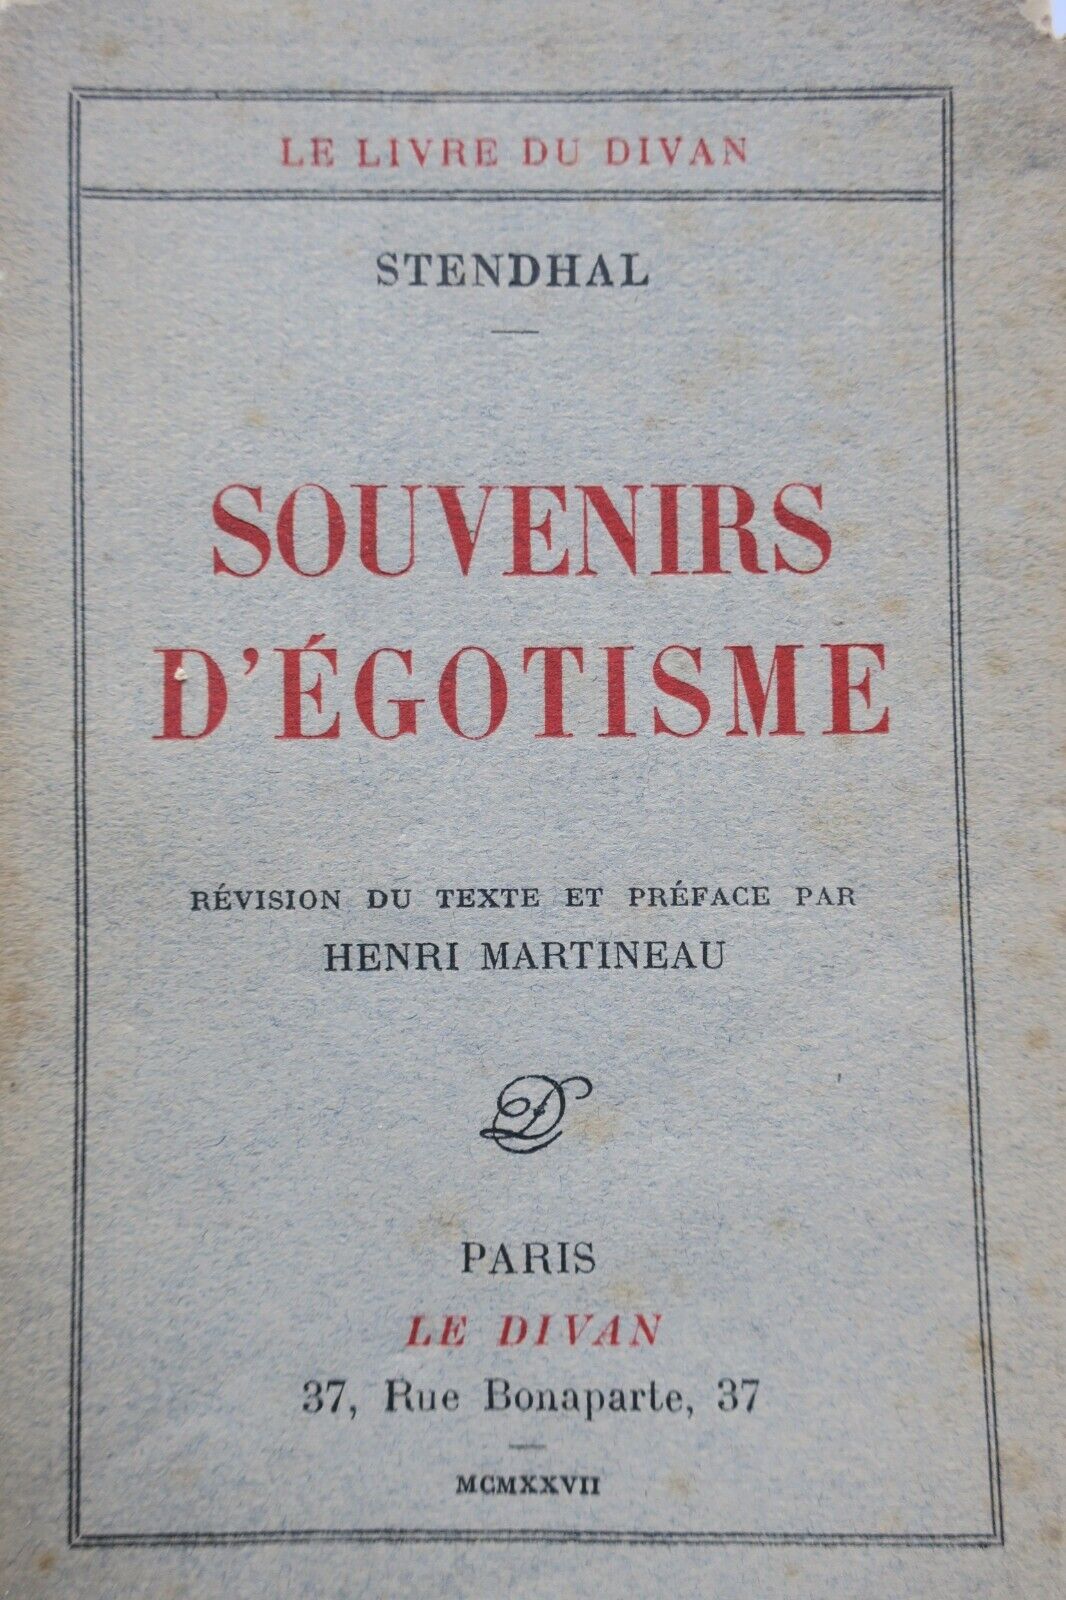 LE LIVRE DU DIVAN
STENDHAL
SOUVENIRS
D'ÉGOTISME
RÉVISION DU TEXTE ET PRÉFACE PAR
HENRI MARTINEAU
PARIS
LE DIVAN
37, Rue Bonaparte, 37
MCMXXVII